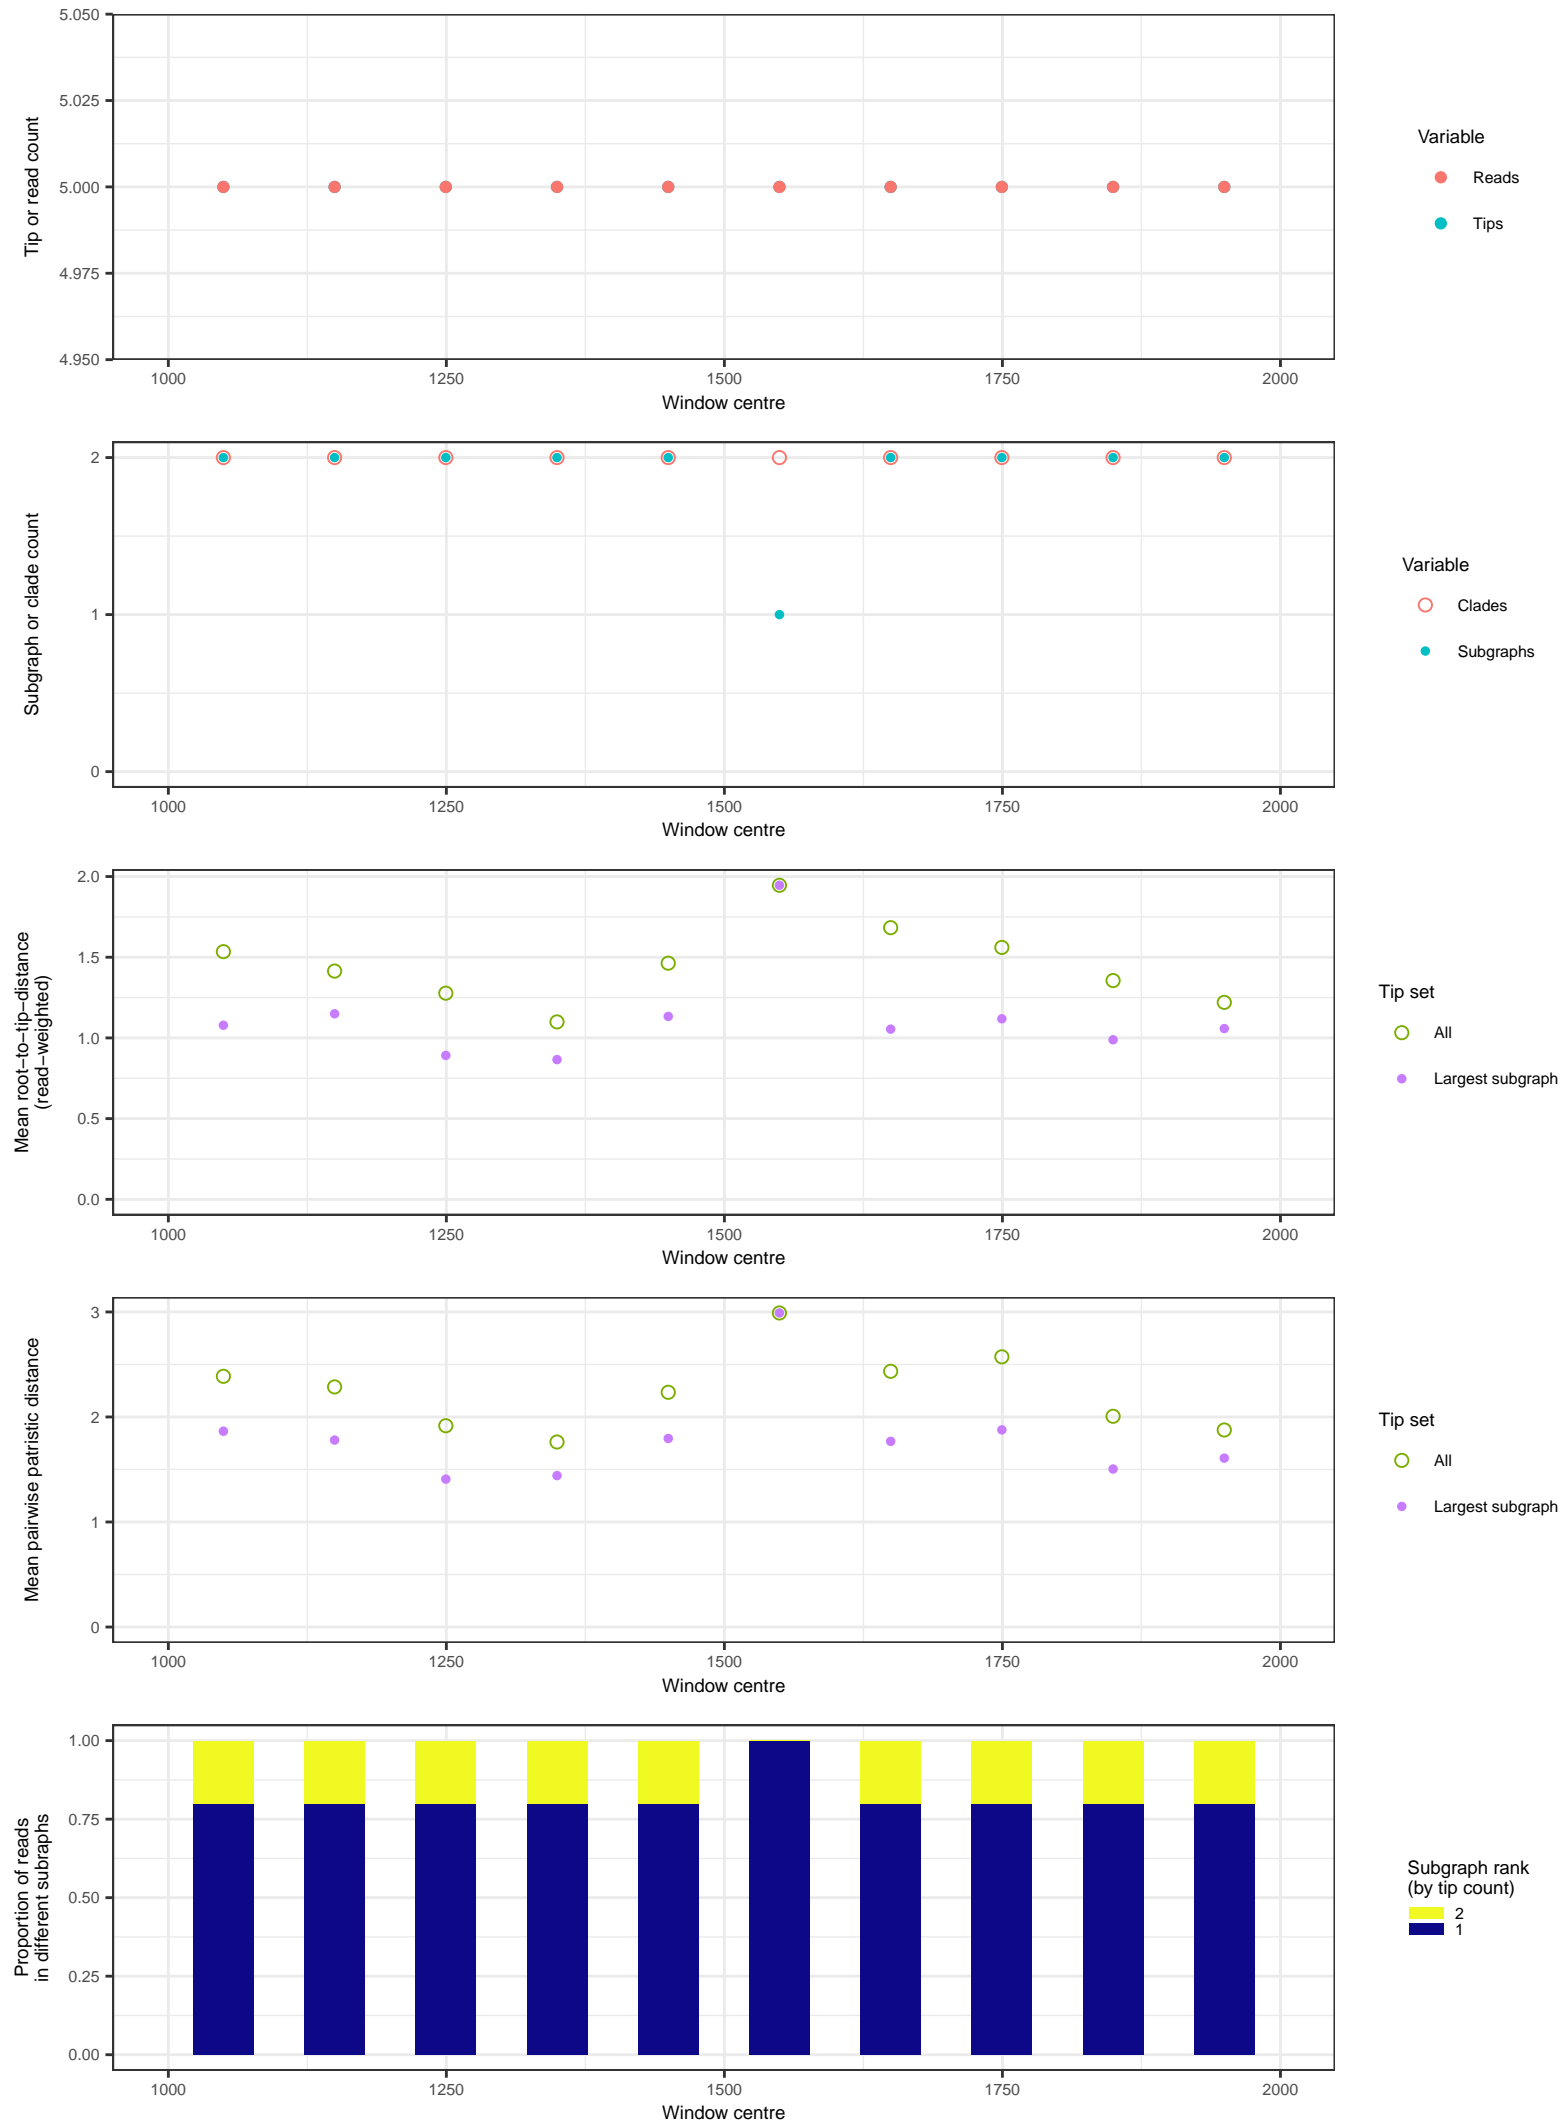 5.050
5.025
5.000
4.975
4.950
Tip or read count
1000 1250 1500 1750 2000
Window centre
Variable
Reads
Tips
2
1
0
Subgraph or clade count
1000 1250 1500 1750 2000
Window centre
Variable
Clades
Subgraphs
2.0
1.5
1.0
0.5
0.0
Mean root−to−tip−distance
(read−weighted)
1000 1250 1500 1750 2000
Window centre
Tip set
All
Largest subgraph
3
2
1
0
Mean pairwise patristic distance
1000 1250 1500 1750 2000
Window centre
Tip set
All
Largest subgraph
1.00
0.75
0.50
0.25
0.00
Proportion of reads
in different subraphs
1000 1250 1500 1750 2000
Window centre
Subgraph rank
(by tip count)
2
1